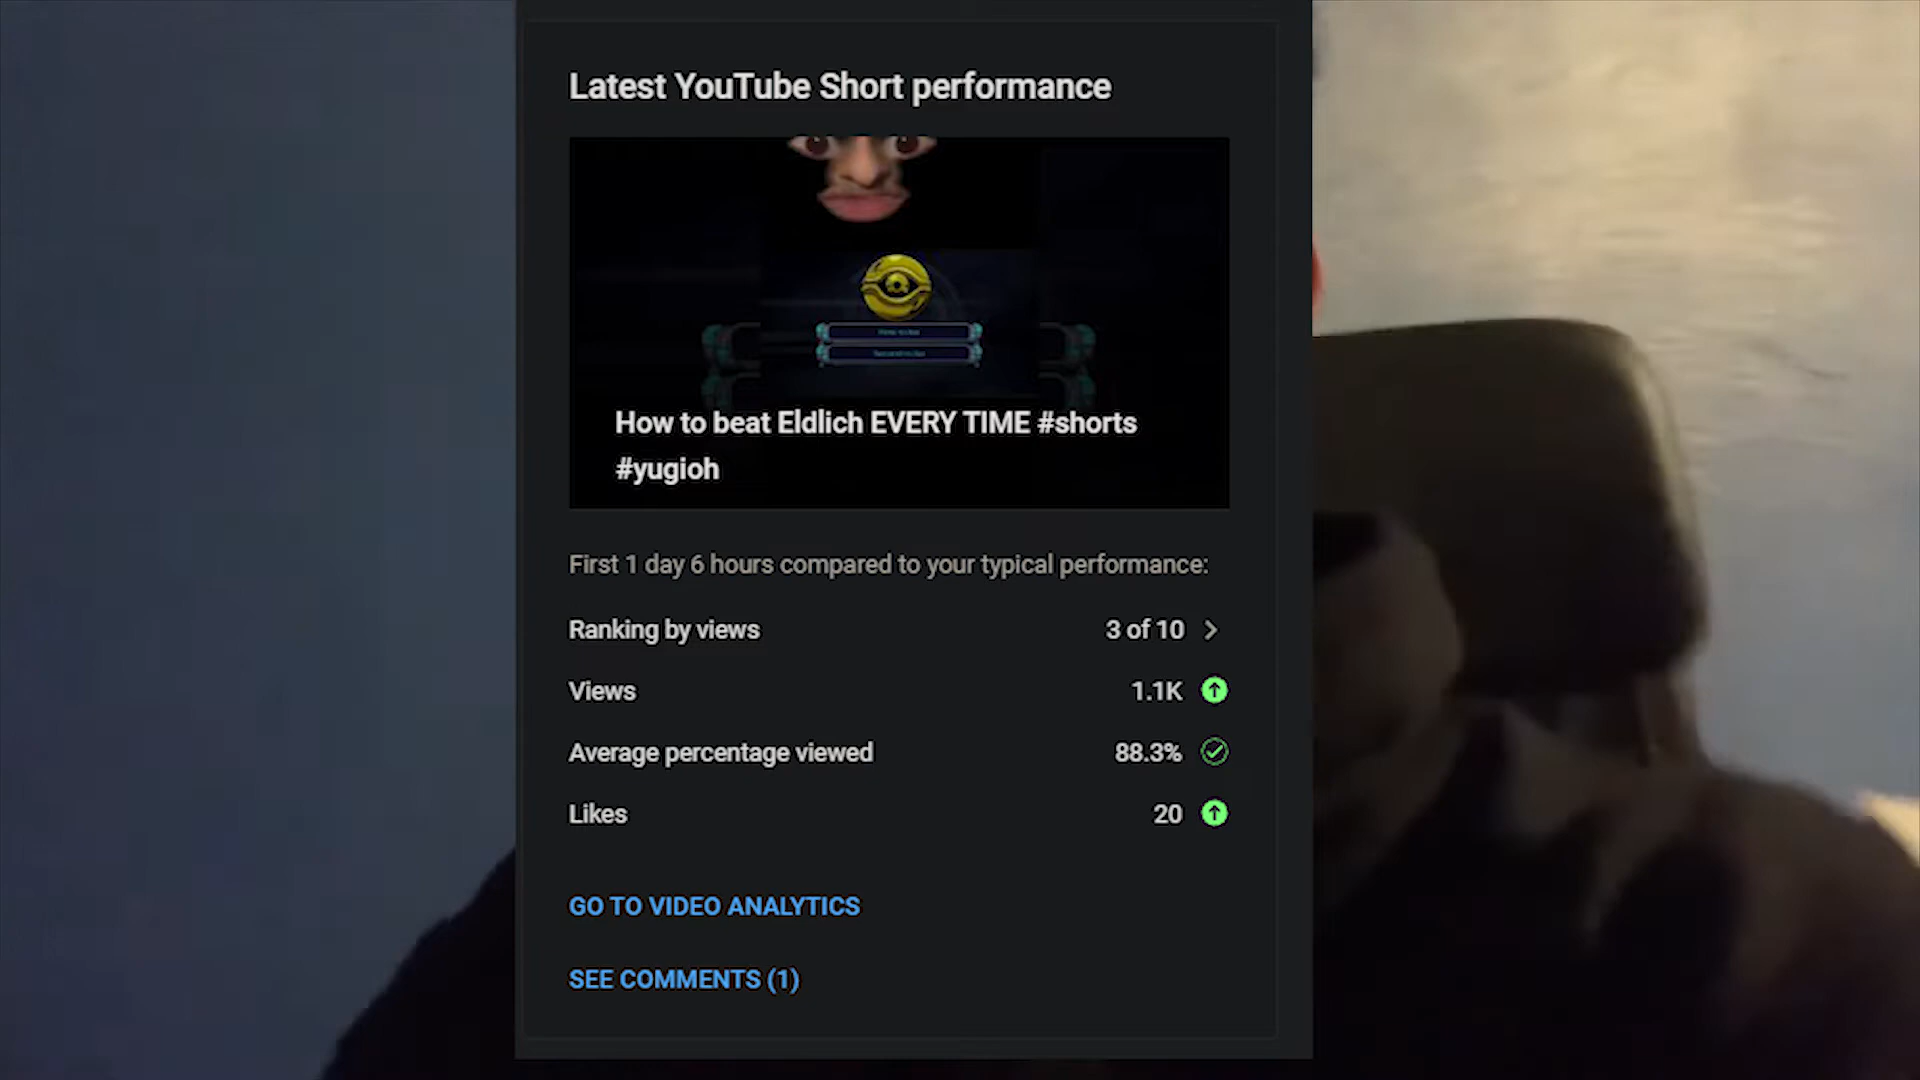 Latest YouTube Short performance
How to beat Eldlich EVERY TIME #shorts
#yugioh
First 1 day 6 hours compared to your typical performance:
Ranking by views 3 of 10
Views 1.1K
Average percentage viewed 88.3%
Likes 20
GO TO VIDEO ANALYTICS
SEE COMMENTS (1)